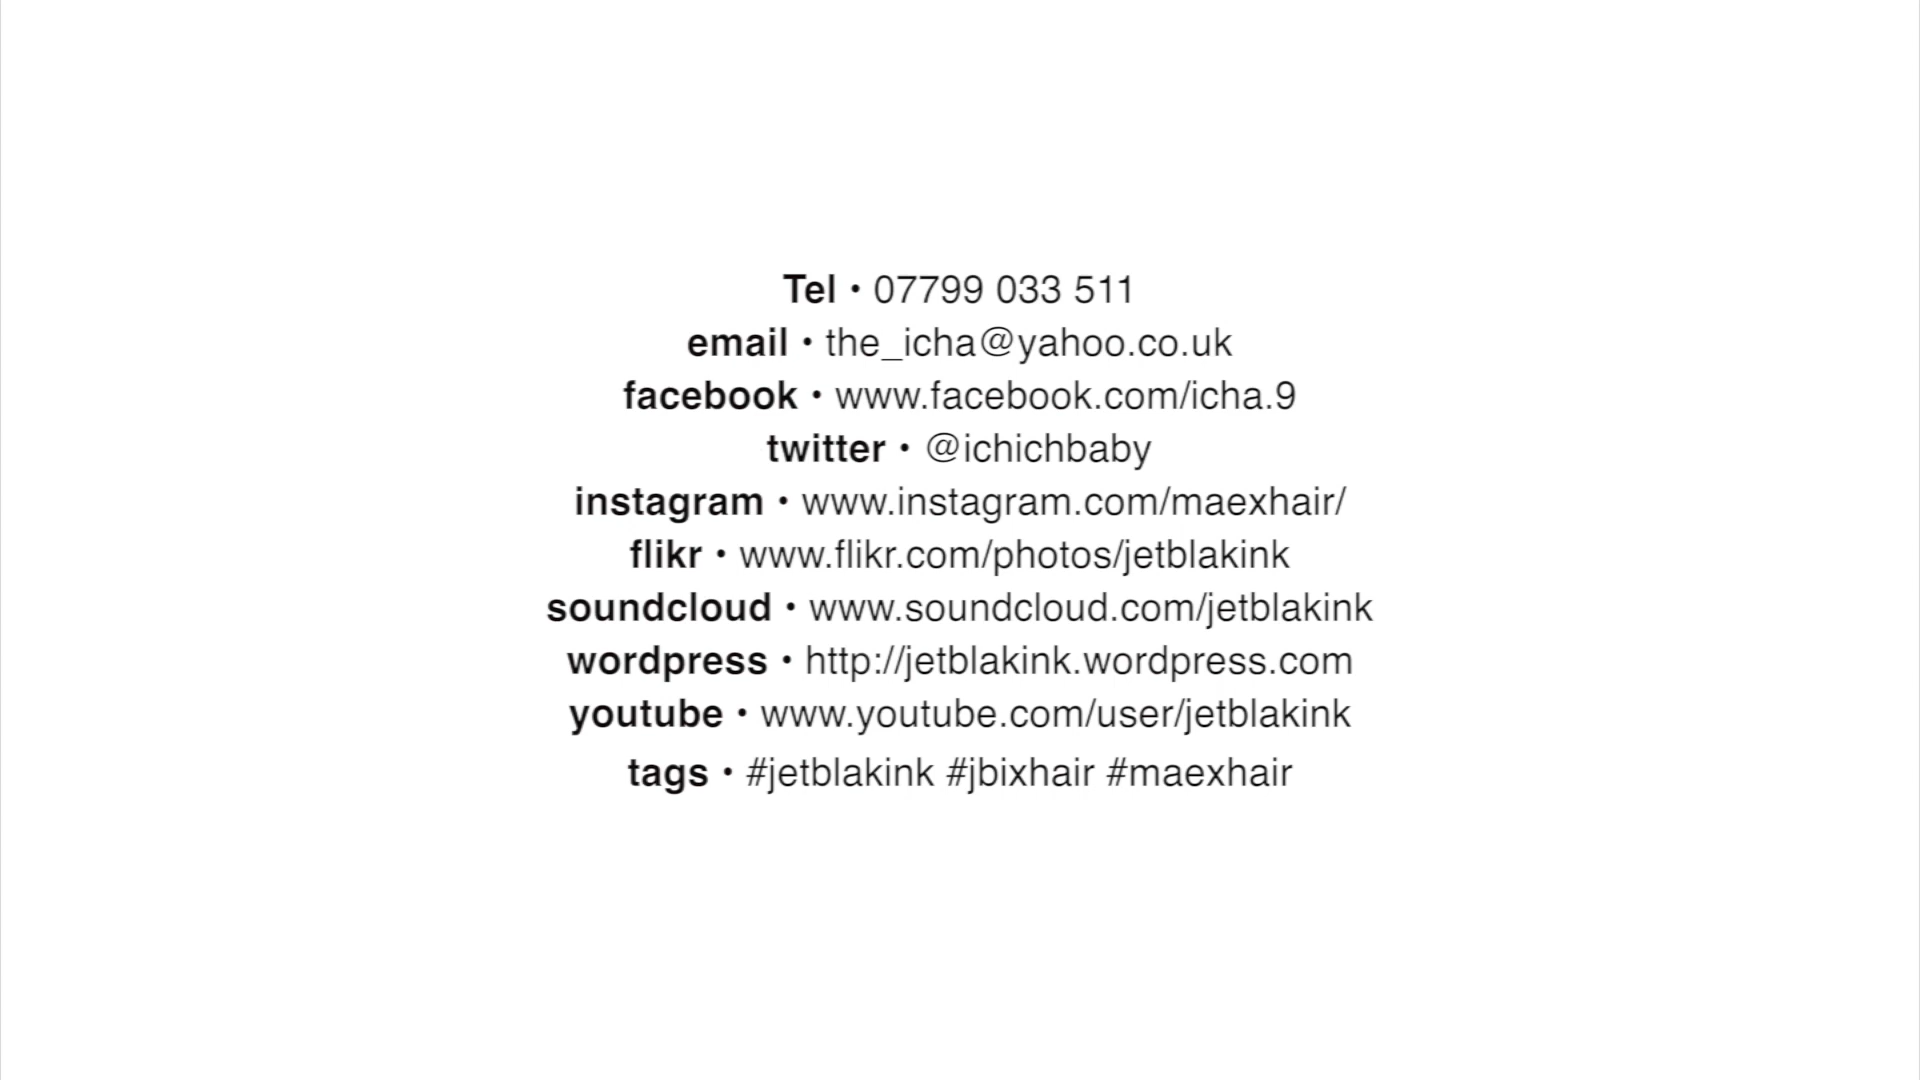 Tel • 07799 033 511
email • the_icha@yahoo.co.uk
facebook • www.facebook.com/icha.9
twitter • @ichichbaby
instagram • www.instagram.com/maexhair/
flikr • www.flikr.com/photos/jetblakink
soundcloud • www.soundcloud.com/jetblakink
wordpress • http://jetblakink.wordpress.com
youtube • www.youtube.com/user/jetblakink
tags • #jetblakink #jbixhair #maexhair